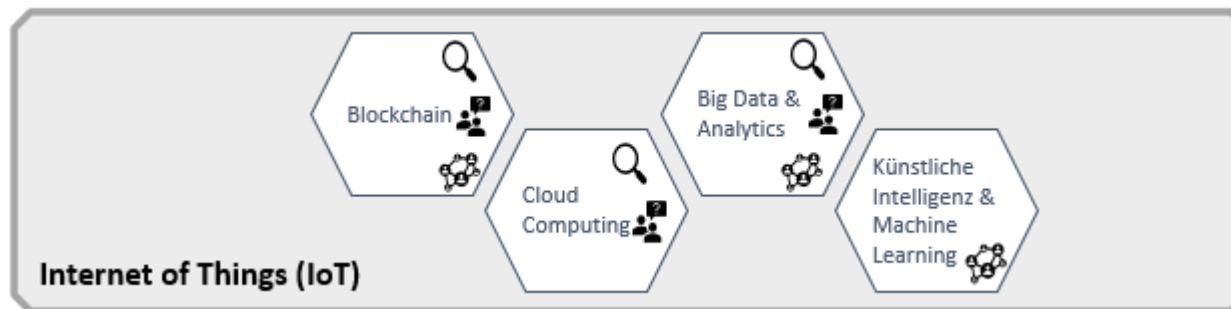 Blockchain
Cloud
Computing
Big Data &
Analytics
Künstliche
Intelligenz &
Machine
Learning
Internet of Things (IoT)